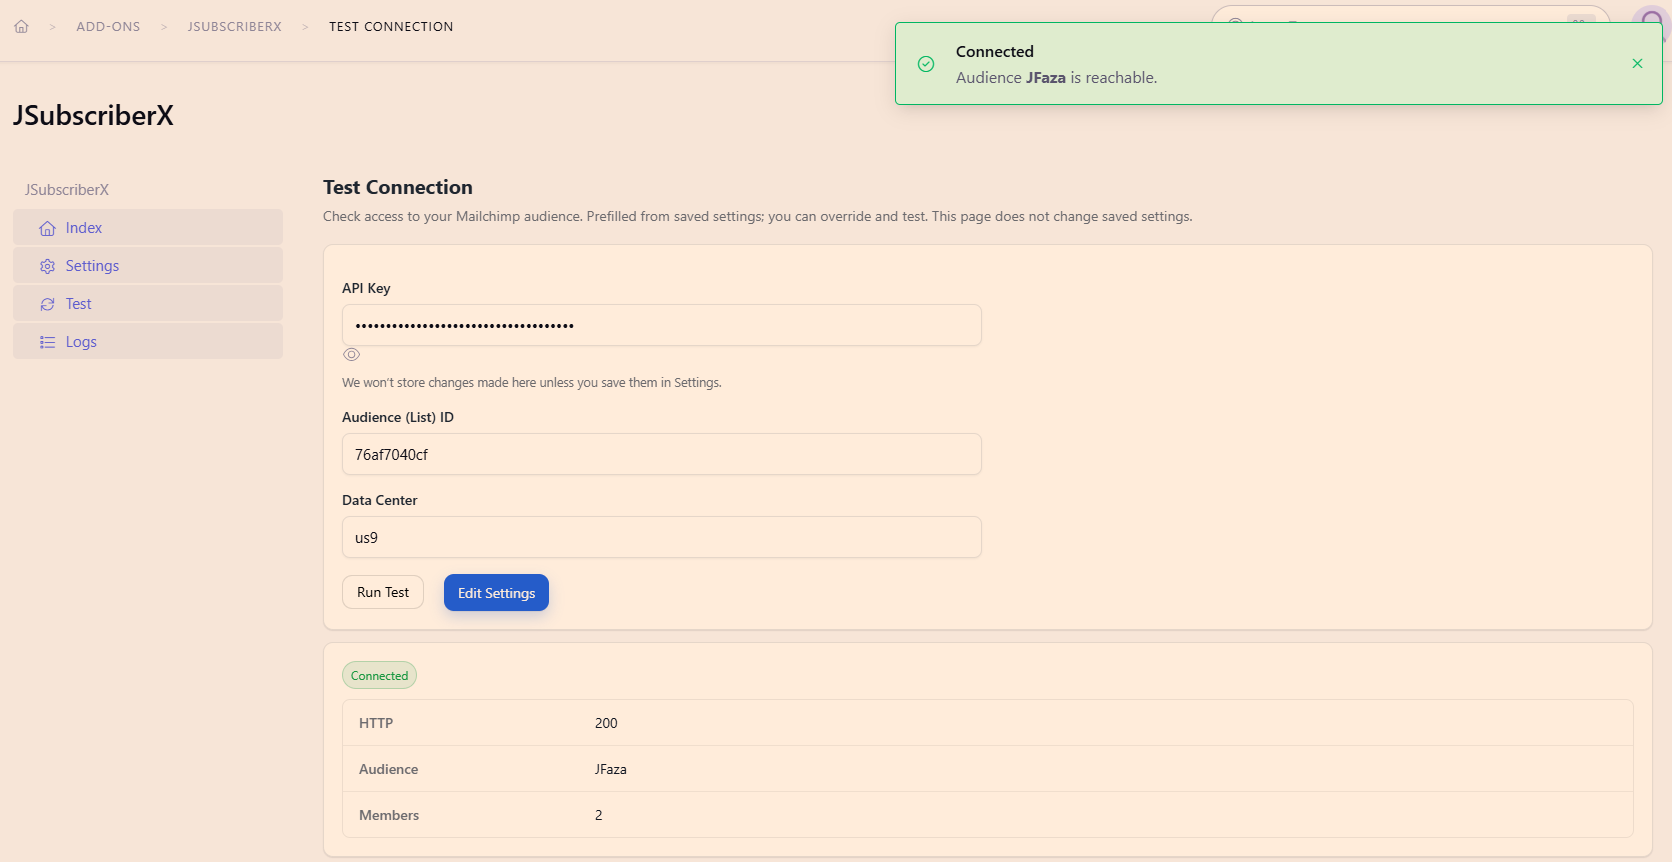 > ADD-ONS > JSUBSCRIBERX > TEST CONNECTION
Connected
Audience JFaza is reachable.
JSubscriberX
JSubscriberX
Index
Settings
Test
Logs
Test Connection
Check access to your Mailchimp audience. Prefilled from saved settings; you can override and test. This page does not change saved settings.
API Key
••••••••••••••••••••••••••••••••••••
We won’t store changes made here unless you save them in Settings.
Audience (List) ID
76af7040cf
Data Center
us9
Run Test
Edit Settings
Connected
HTTP 200
Audience JFaza
Members 2